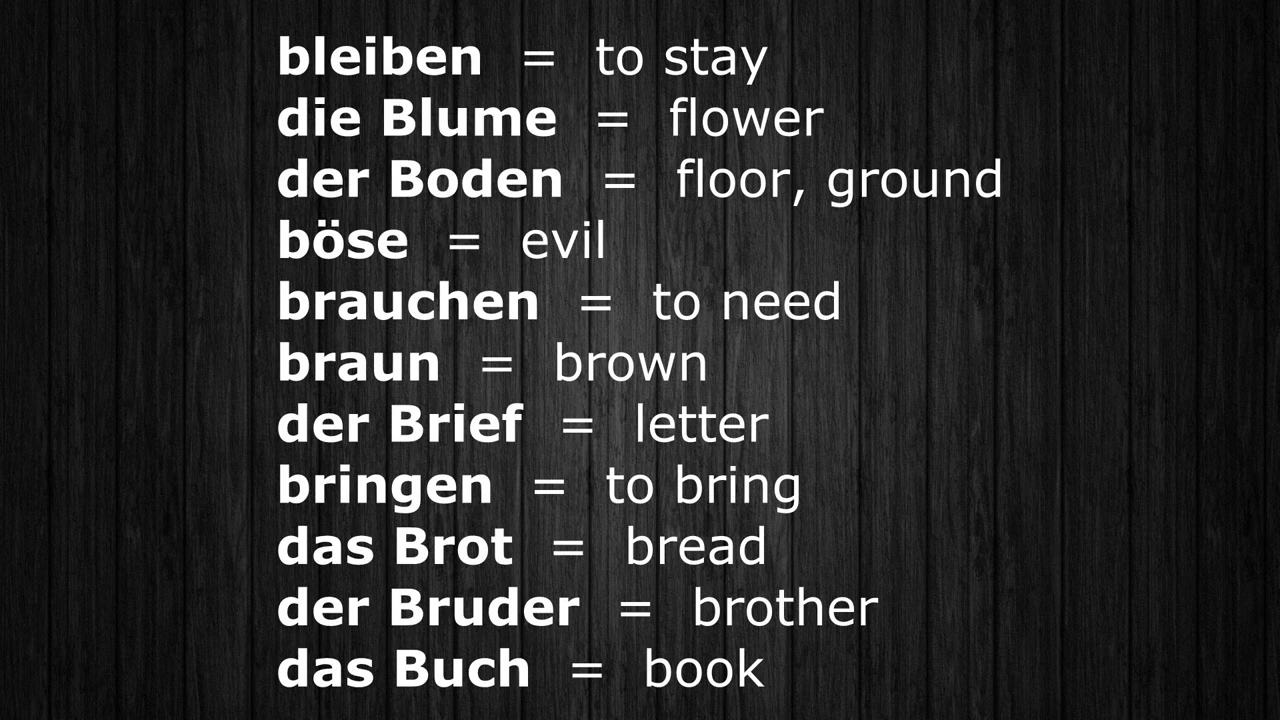 bleiben = to stay
die Blume = flower
der Boden = floor, ground
böse = evil
brauchen = to need
braun = brown
der Brief = letter
bringen = to bring
das Brot = bread
der Bruder = brother
das Buch = book